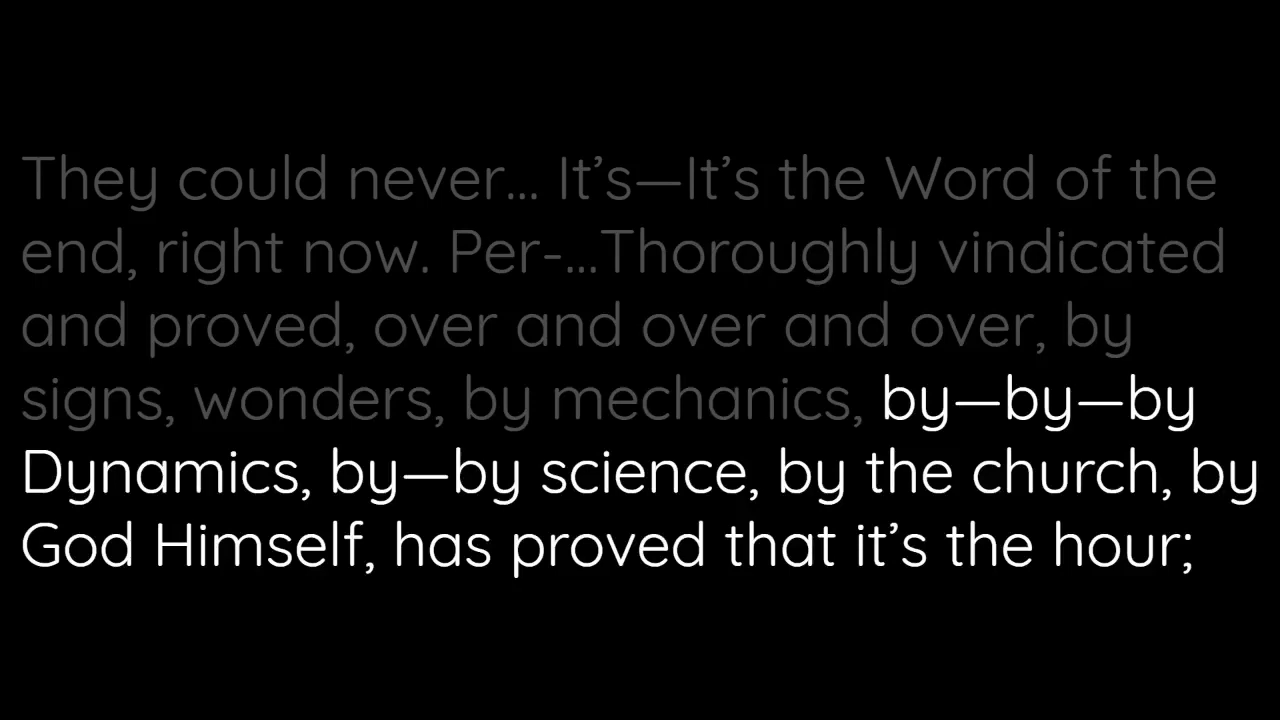 They could never... It’s—It’s the Word of the
end, right now. Per-...Thoroughly vindicated
and proved, over and over and over, by
signs, wonders, by mechanics, by—by—by
Dynamics, by—by science, by the church, by
God Himself, has proved that it’s the hour;